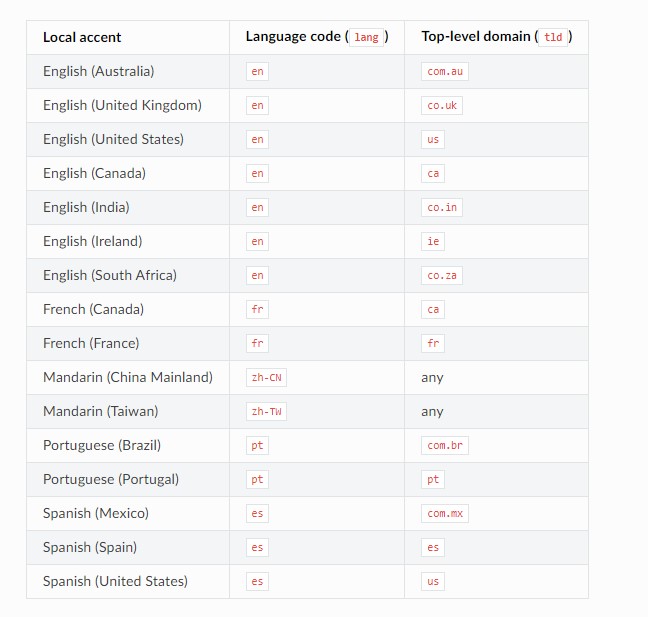 Local accent Language code (lang) Top-level domain (tld)
English (Australia) en com.au
English (United Kingdom) en co.uk
English (United States) en us
English (Canada) en ca
English (India) en co.in
English (Ireland) en ie
English (South Africa) en co.za
French (Canada) fr ca
French (France) fr fr
Mandarin (China Mainland) zh-CN any
Mandarin (Taiwan) zh-TW any
Portuguese (Brazil) pt com.br
Portuguese (Portugal) pt pt
Spanish (Mexico) es com.mx
Spanish (Spain) es es
Spanish (United States) es us